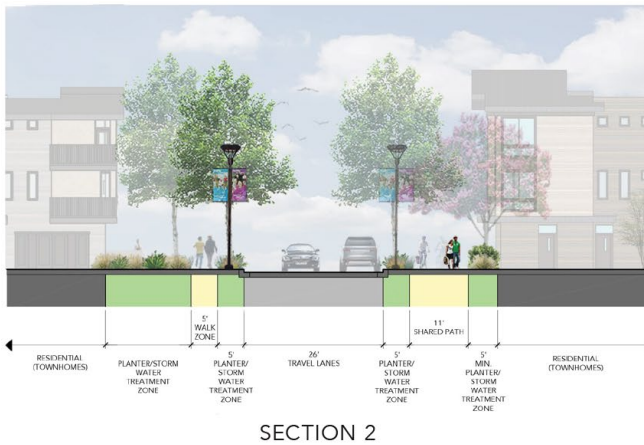 RESIDENTIAL
(TOWNHOMES)
PLANTER/STORM
WATER
TREATMENT
ZONE
5'
WALK
ZONE
5'
PLANTER/
STORM
WATER
TREATMENT
ZONE
26'
TRAVEL LANES
5'
PLANTER/
STORM
WATER
TREATMENT
ZONE
11'
SHARED PATH
5'
MIN.
PLANTER/
STORM
WATER
TREATMENT
ZONE
RESIDENTIAL
(TOWNHOMES)
SECTION 2